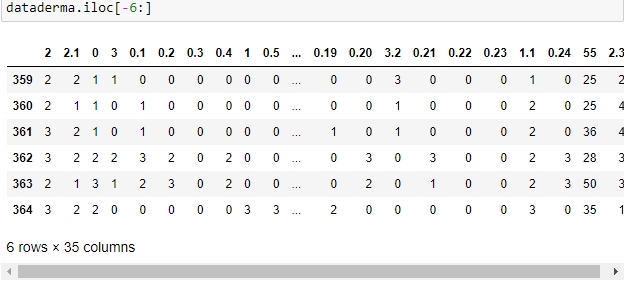 dataderma.iloc[-6:]
2 2.1 0 3 0.1 0.2 0.3 0.4 1 0.5 ... 0.19 0.20 3.2 0.21 0.22 0.23 1.1 0.24 55 2.3
359 2 2 1 1 0 0 0 0 0 0 ... 0 0 3 0 0 0 1 0 25 2
360 2 1 1 0 1 0 0 0 0 0 ... 0 0 1 0 0 0 2 0 25 4
361 3 2 1 0 1 0 0 0 0 0 ... 1 0 1 0 0 0 2 0 36 4
362 3 2 2 2 3 2 0 2 0 0 ... 0 3 0 3 0 0 2 3 28 3
363 2 1 3 1 2 3 0 2 0 0 ... 0 2 0 1 0 0 2 3 50 3
364 3 2 2 0 0 0 0 0 3 3 ... 2 0 0 0 0 0 3 0 35 1
6 rows × 35 columns